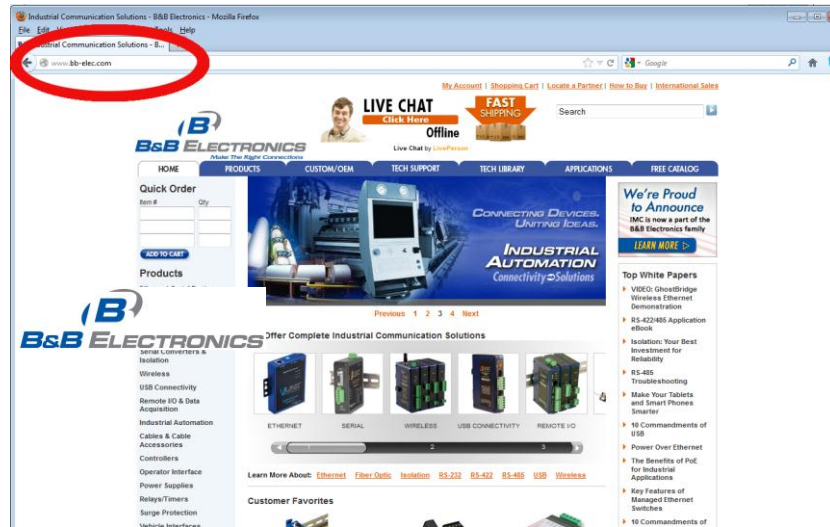 Industrial Communication Solutions - B&B Electronics - Mozilla Firefox
File Edit Tools Help
Industrial Communication Solutions - B...
www.bb-elec.com
Google
My Account | Shopping Cart | Locate a Partner | How to Buy | International Sales
LIVE CHAT
Click Here
Offline
Live Chat by LivePerson
FAST
SHIPPING
Search
B&B ELECTRONICS
Make The Right Connections
HOME PRODUCTS CUSTOM/OEM TECH SUPPORT TECH LIBRARY APPLICATIONS FREE CATALOG
Quick Order
Item # Qty
ADD TO CART
Products
CONNECTING DEVICES.
UNITING IDEAS.
INDUSTRIAL
AUTOMATION
Connectivity Solutions
Previous 1 2 3 4 Next
We're Proud
to Announce
IMC is now a part of the
B&B Electronics family
LEARN MORE
B
B&B ELECTRONICS
Serial Converters &
Isolation
Wireless
USB Connectivity
Remote I/O & Data
Acquisition
Industrial Automation
Cables & Cable
Accessories
Controllers
Operator Interface
Power Supplies
Relays/Timers
Surge Protection
Vehicle Interfaces
Offer Complete Industrial Communication Solutions
ETHERNET SERIAL WIRELESS USB CONNECTIVITY REMOTE I/O
1 2 3
Learn More About: Ethernet Fiber Optic Isolation RS-232 RS-422 RS-485 USB Wireless
Customer Favorites
Top White Papers
VIDEO: GhostBridge
Wireless Ethernet
Demonstration
RS-422/485 Application
eBook
Isolation: Your Best
Investment for
Reliability
RS-485
Troubleshooting
Make Your Tablets
and Smart Phones
Smarter
10 Commandments of
USB
Power Over Ethernet
The Benefits of PoE
for Industrial
Applications
Key Features of
Managed Ethernet
Switches
10 Commandments of